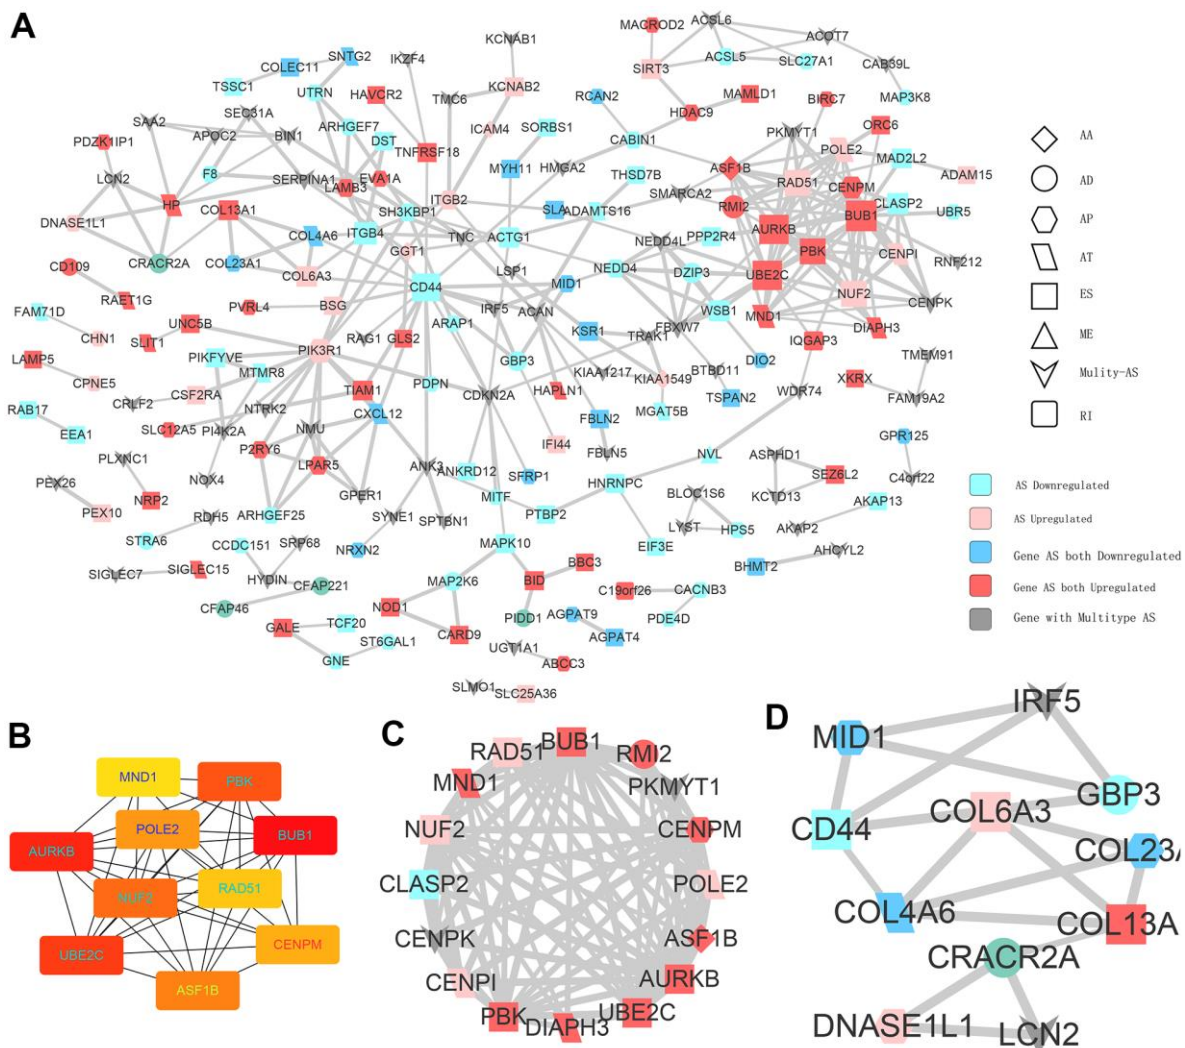 A
KCNAB1
MACROD2
ACSL6
ACOT7
SNTG2
IKZF4
COLEC11
TSSC1
UTRN
HAVCR2
TMC6
KCNAB2
SIRT3
ACSL5
SLC27A1
CAB39L
RCAN2
MAMLD1
BIRC7
MAP3K8
SEC31A
SAA2
APOC2
BIN1
ARHGEF7
DST
ICAM4
SORBS1
HDAC9
CABIN1
PKMYT1
ORC6
PDZK1IP1
TNFRSF18
POLE2
MAD2L2
LCN2
F8
SERPINA1
EVA1A
MYH11
HMGA2
ASF1B
ADAM15
LAMB3
THSD7B
RAD51
CENPM
HP
ITGB2
SMARCA2
CLASP2
DNASE1L1
COL13A1
SH3KBP1
SLA
ADAMTS16
RMI2
BUB1
UBR5
COL4A6
ITGB4
TNC
ACTG1
AURKB
NEDD4L
PPP2R4
GGT1
PBK
CENPI
CRACR2A
COL23A1
COL6A3
LSP1
NEDD4
DZIP3
UBE2C
RNF212
CD109
CD44
MID1
NUF2
RAET1G
PVRL4
BSG
IRF5
ACAN
WSB1
MND1
CENPK
FAM71D
UNC5B
ARAP1
KSR1
TRAK1
FBXW7
DIAPH3
CHN1
SLIT1
PIK3R1
RAG1
GLS2
IQGAP3
LAMP5
PIKFYVE
GBP3
DIO2
TMEM91
MTMR8
KIAA1217
BTBD11
CPNE5
CSF2RA
TIAM1
PDPN
KIAA1549
XKRX
CRLF2
CDKN2A
HAPLN1
TSPAN2
WDR74
RAB17
NTRK2
CXCL12
MGAT5B
FAM19A2
SLC12A5
PI4K2A
NMU
FBLN2
EEA1
P2RY6
IFI44
GPR125
PLXNC1
LPAR5
ANK3
FBLN5
NVL
ASPHD1
PEX26
NOX4
GPER1
ANKRD12
SFRP1
HNRNPC
SEZ6L2
C4orf22
NRP2
MITF
BLOC1S6
KCTD13
PEX10
RDH5
ARHGEF25
SYNE1
SPTBN1
PTBP2
AKAP13
LYST
HPS5
AKAP2
STRA6
CCDC151
SRP68
NRXN2
MAPK10
EIF3E
AHCYL2
SIGLEC7
SIGLEC15
HYDIN
BBC3
BHMT2
CFAP221
MAP2K6
BID
C19orf26
CACNB3
CFAP46
NOD1
PIDD1
AGPAT9
PDE4D
GALE
TCF20
CARD9
AGPAT4
GNE
ST6GAL1
UGT1A1
ABCC3
SLMO1
SLC25A36
AA
AD
AP
AT
ES
ME
Mulity-AS
RI
AS Downregulated
AS Upregulated
Gene AS both Downregulated
Gene AS both Upregulated
Gene with Multitype AS
B
MND1
PBK
POLE2
BUB1
AURKB
NUF2
RAD51
UBE2C
CENPM
ASF1B
C
BUB1
RAD51
RMI2
MND1
PKMYT1
NUF2
CENPM
CLASP2
POLE2
CENPK
ASF1B
CENPI
AURKB
PBK
DIAPH3
UBE2C
D
IRF5
MID1
GBP3
CD44
COL6A3
COL23A
COL4A6
COL13A
CRACR2A
DNASE1L1
LCN2